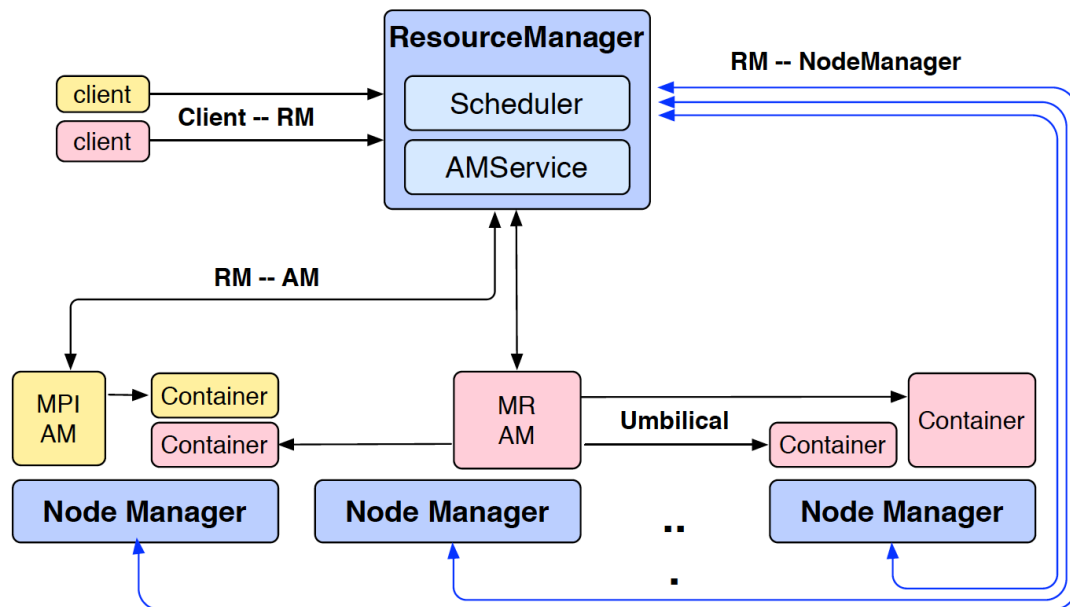 ResourceManager
RM -- NodeManager
client
Scheduler
Client -- RM
client
AMService
RM -- AM
MPI
AM
Container
Container
MR
AM
Umbilical
Container
Container
Node Manager
Node Manager
..
.
Node Manager